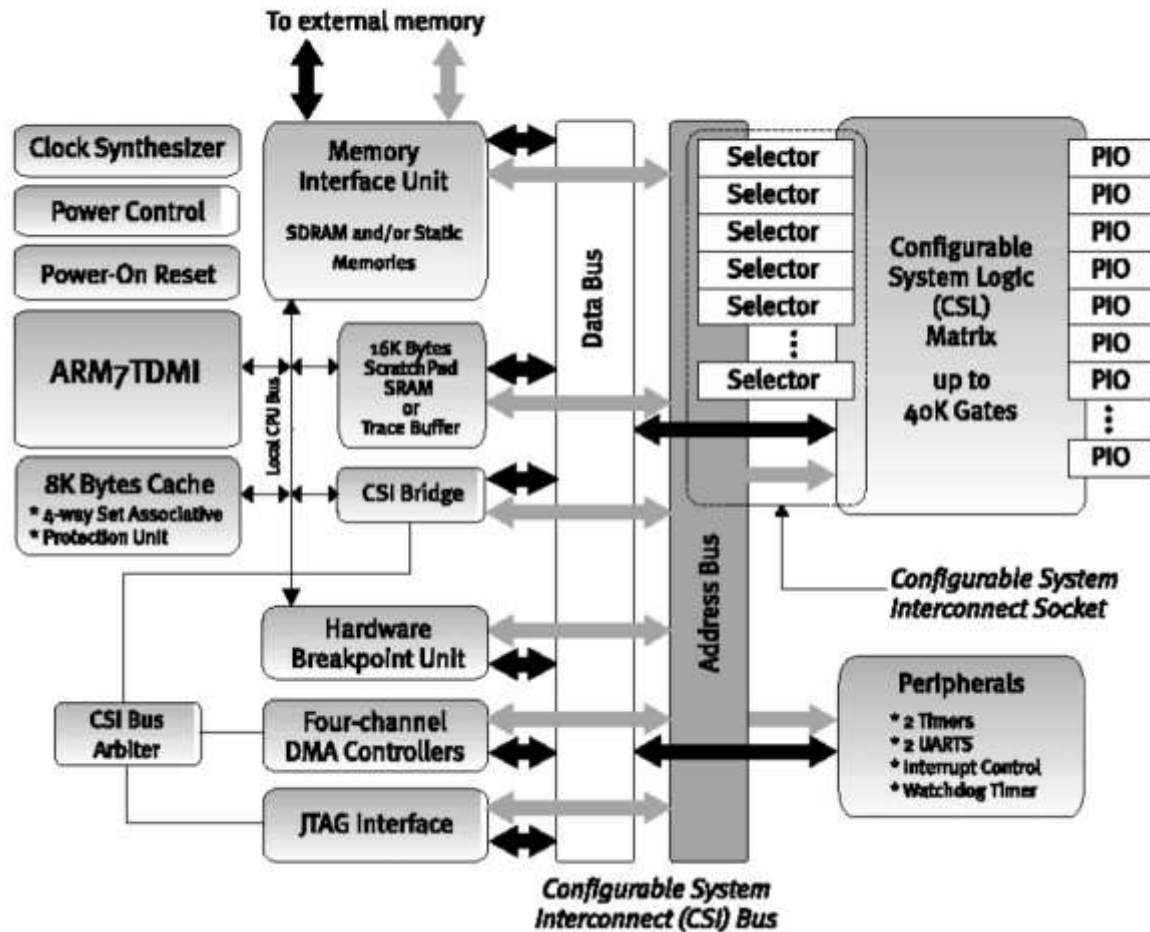 To external memory
Clock Synthesizer
Power Control
Power-On Reset
ARM7TDMI
8K Bytes Cache
* 4-way Set Associative
* Protection Unit
Memory
Interface Unit
SDRAM and/or Static
Memories
Local CPU Bus
16K Bytes
ScratchPad
SRAM
or
Trace Buffer
CSI Bridge
Hardware
Breakpoint Unit
CSI Bus
Arbiter
Four-channel
DMA Controllers
JTAG Interface
Data Bus
Address Bus
Configurable System
Interconnect (CSI) Bus
Selector
Selector
Selector
Selector
Selector
...
Selector
Configurable
System Logic
(CSL)
Matrix
up to
40K Gates
PIO
PIO
PIO
PIO
PIO
PIO
PIO
...
PIO
Configurable System
Interconnect Socket
Peripherals
* 2 Timers
* 2 UARTS
* Interrupt Control
* Watchdog Timer